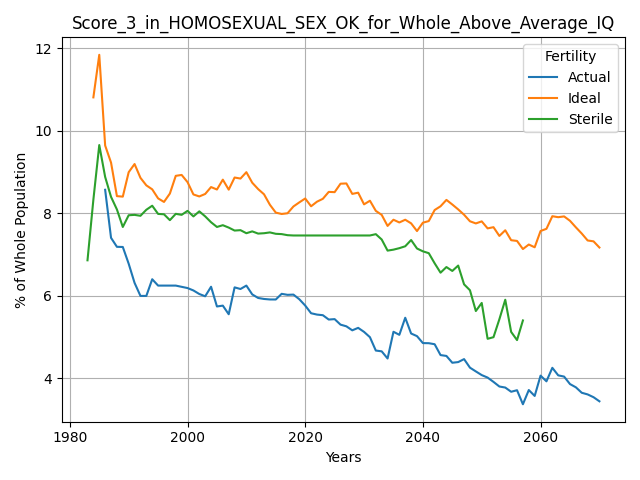 Score_3_in_HOMOSEXUAL_SEX_OK_for_Whole_Above_Average_IQ
Fertility
Actual
Ideal
Sterile
% of Whole Population
12
10
8
6
4
1980 2000 2020 2040 2060
Years